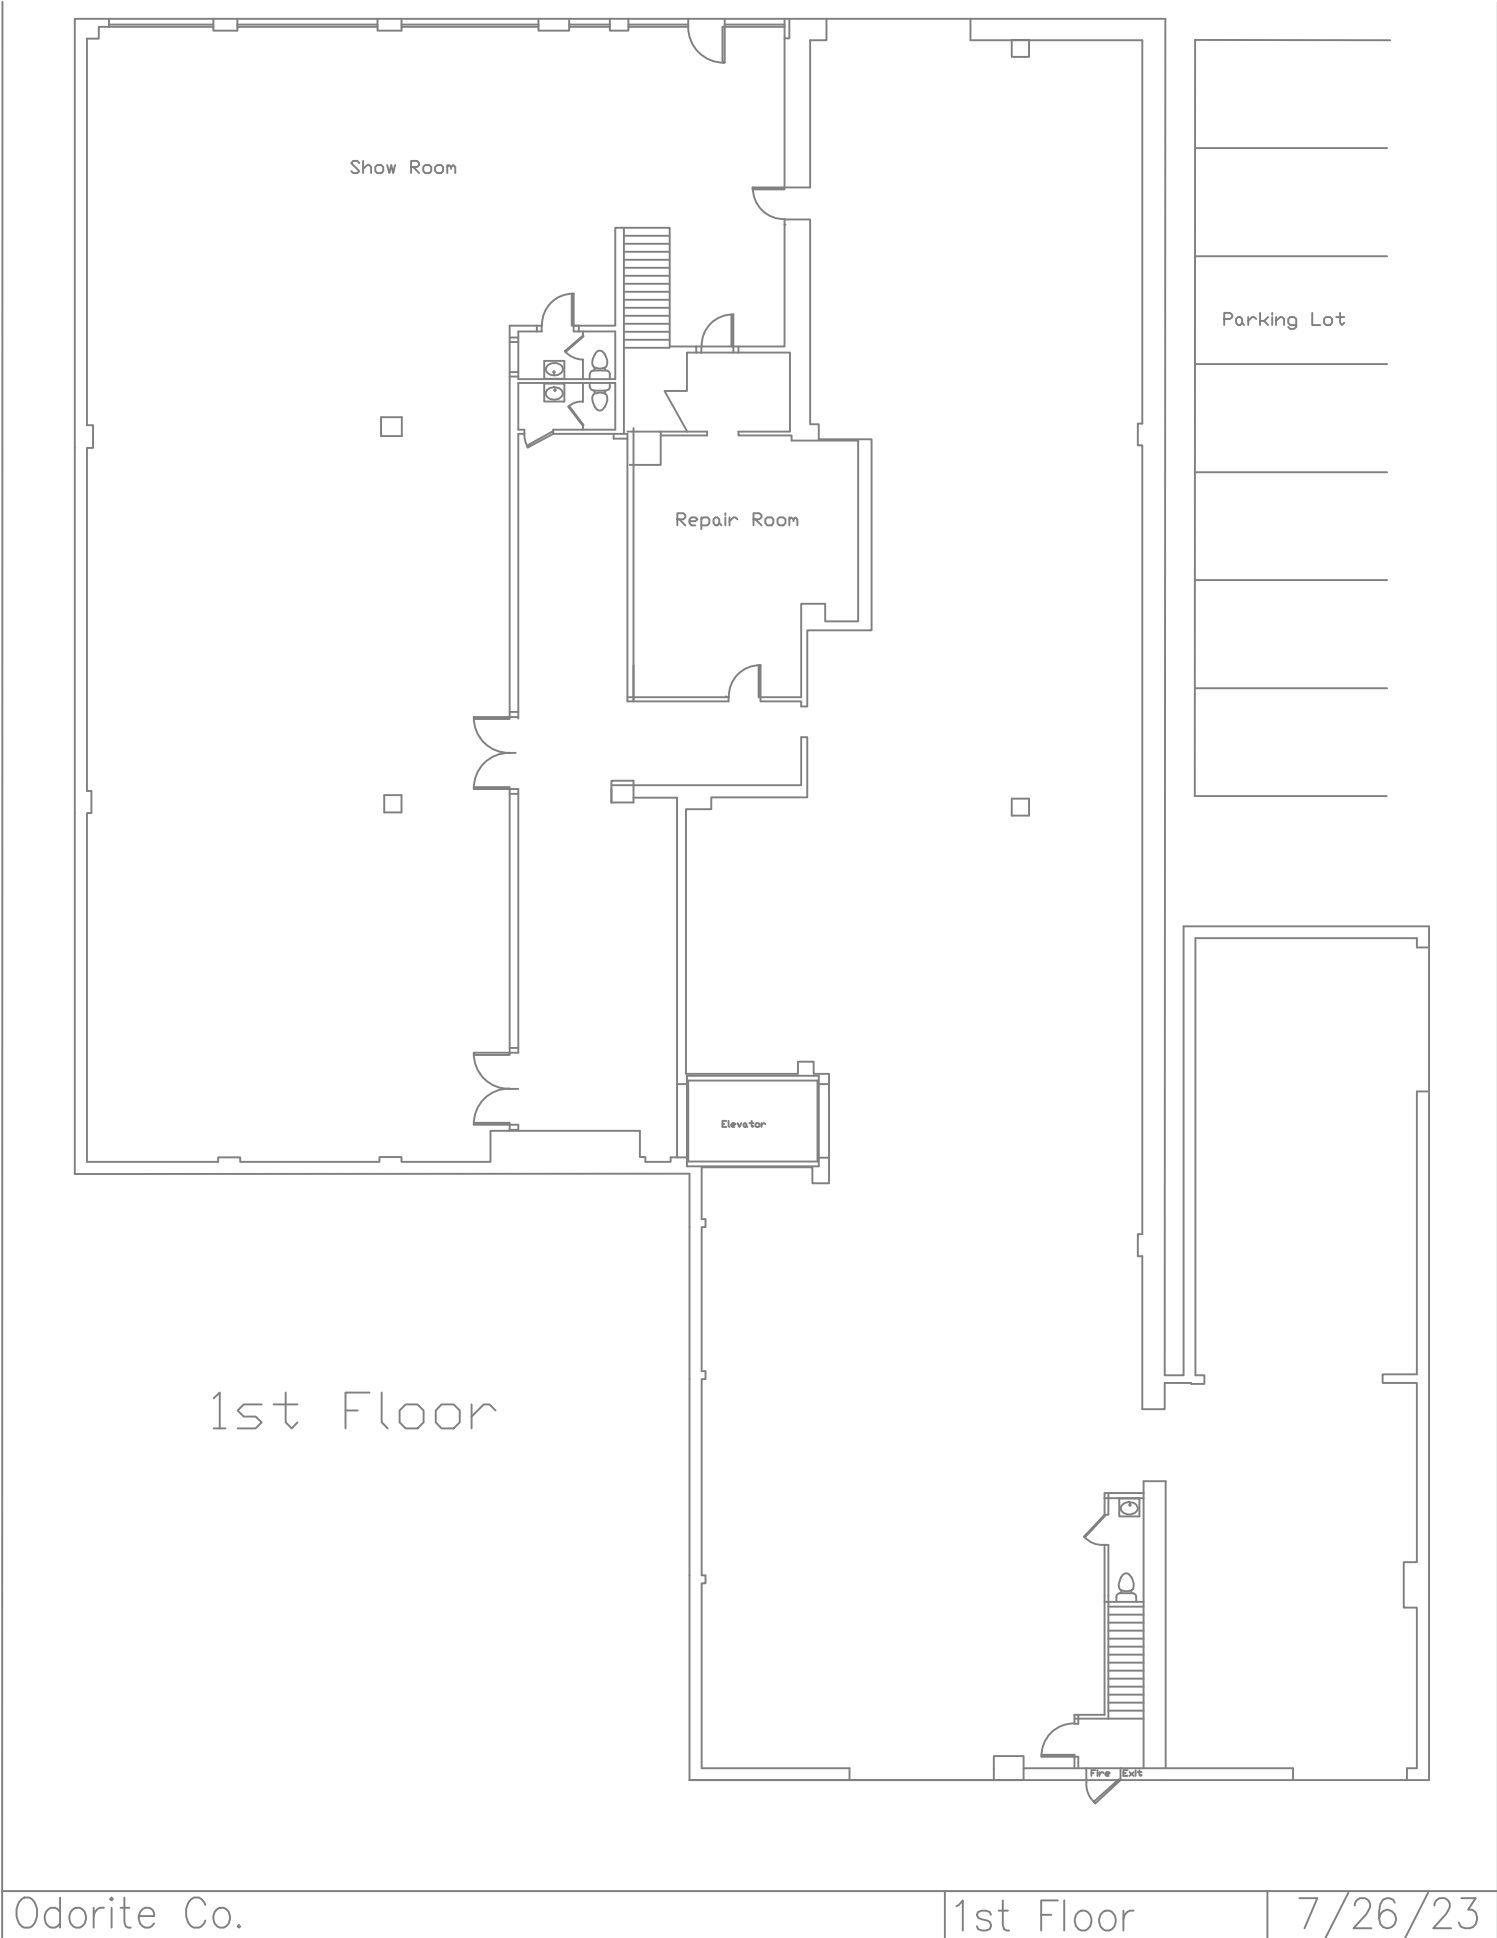 Show Room
Parking Lot
Repair Room
Elevator
1st Floor
Fire Exit
Odorite Co.
1st Floor
7/26/23